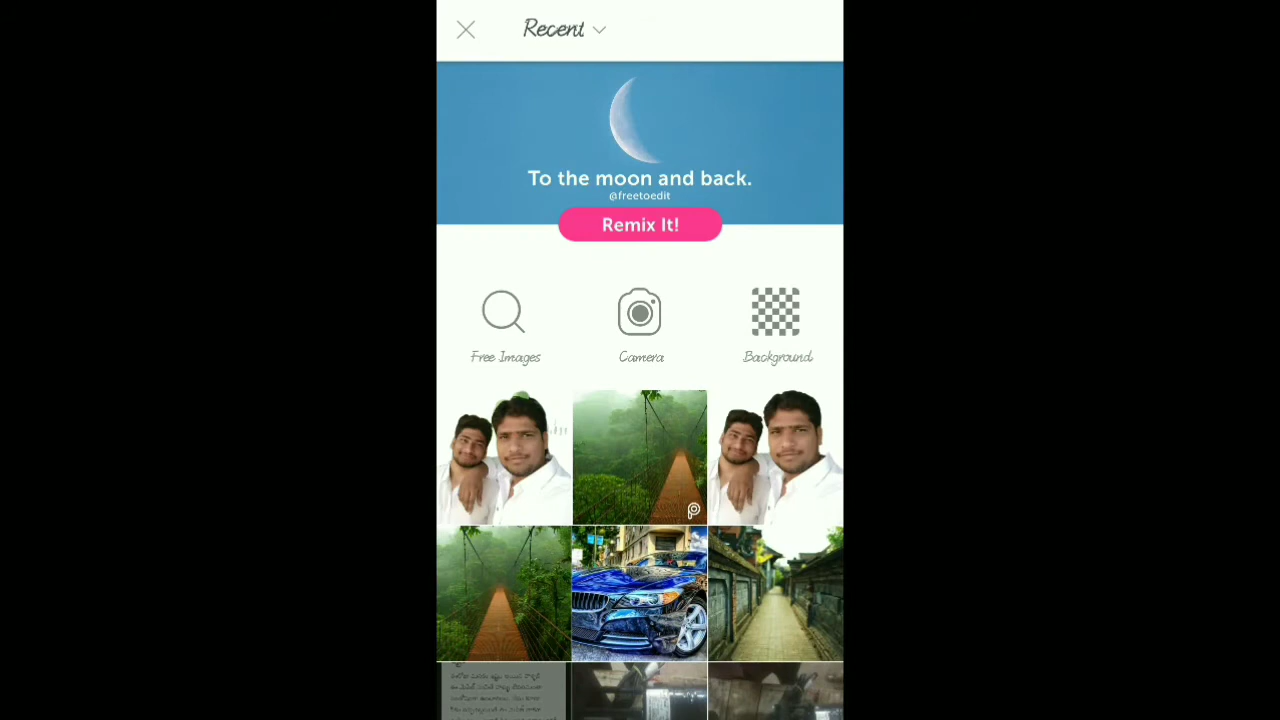 Recent
To the moon and back.
@freetoedit
Remix It!
Free Images
Camera
Background